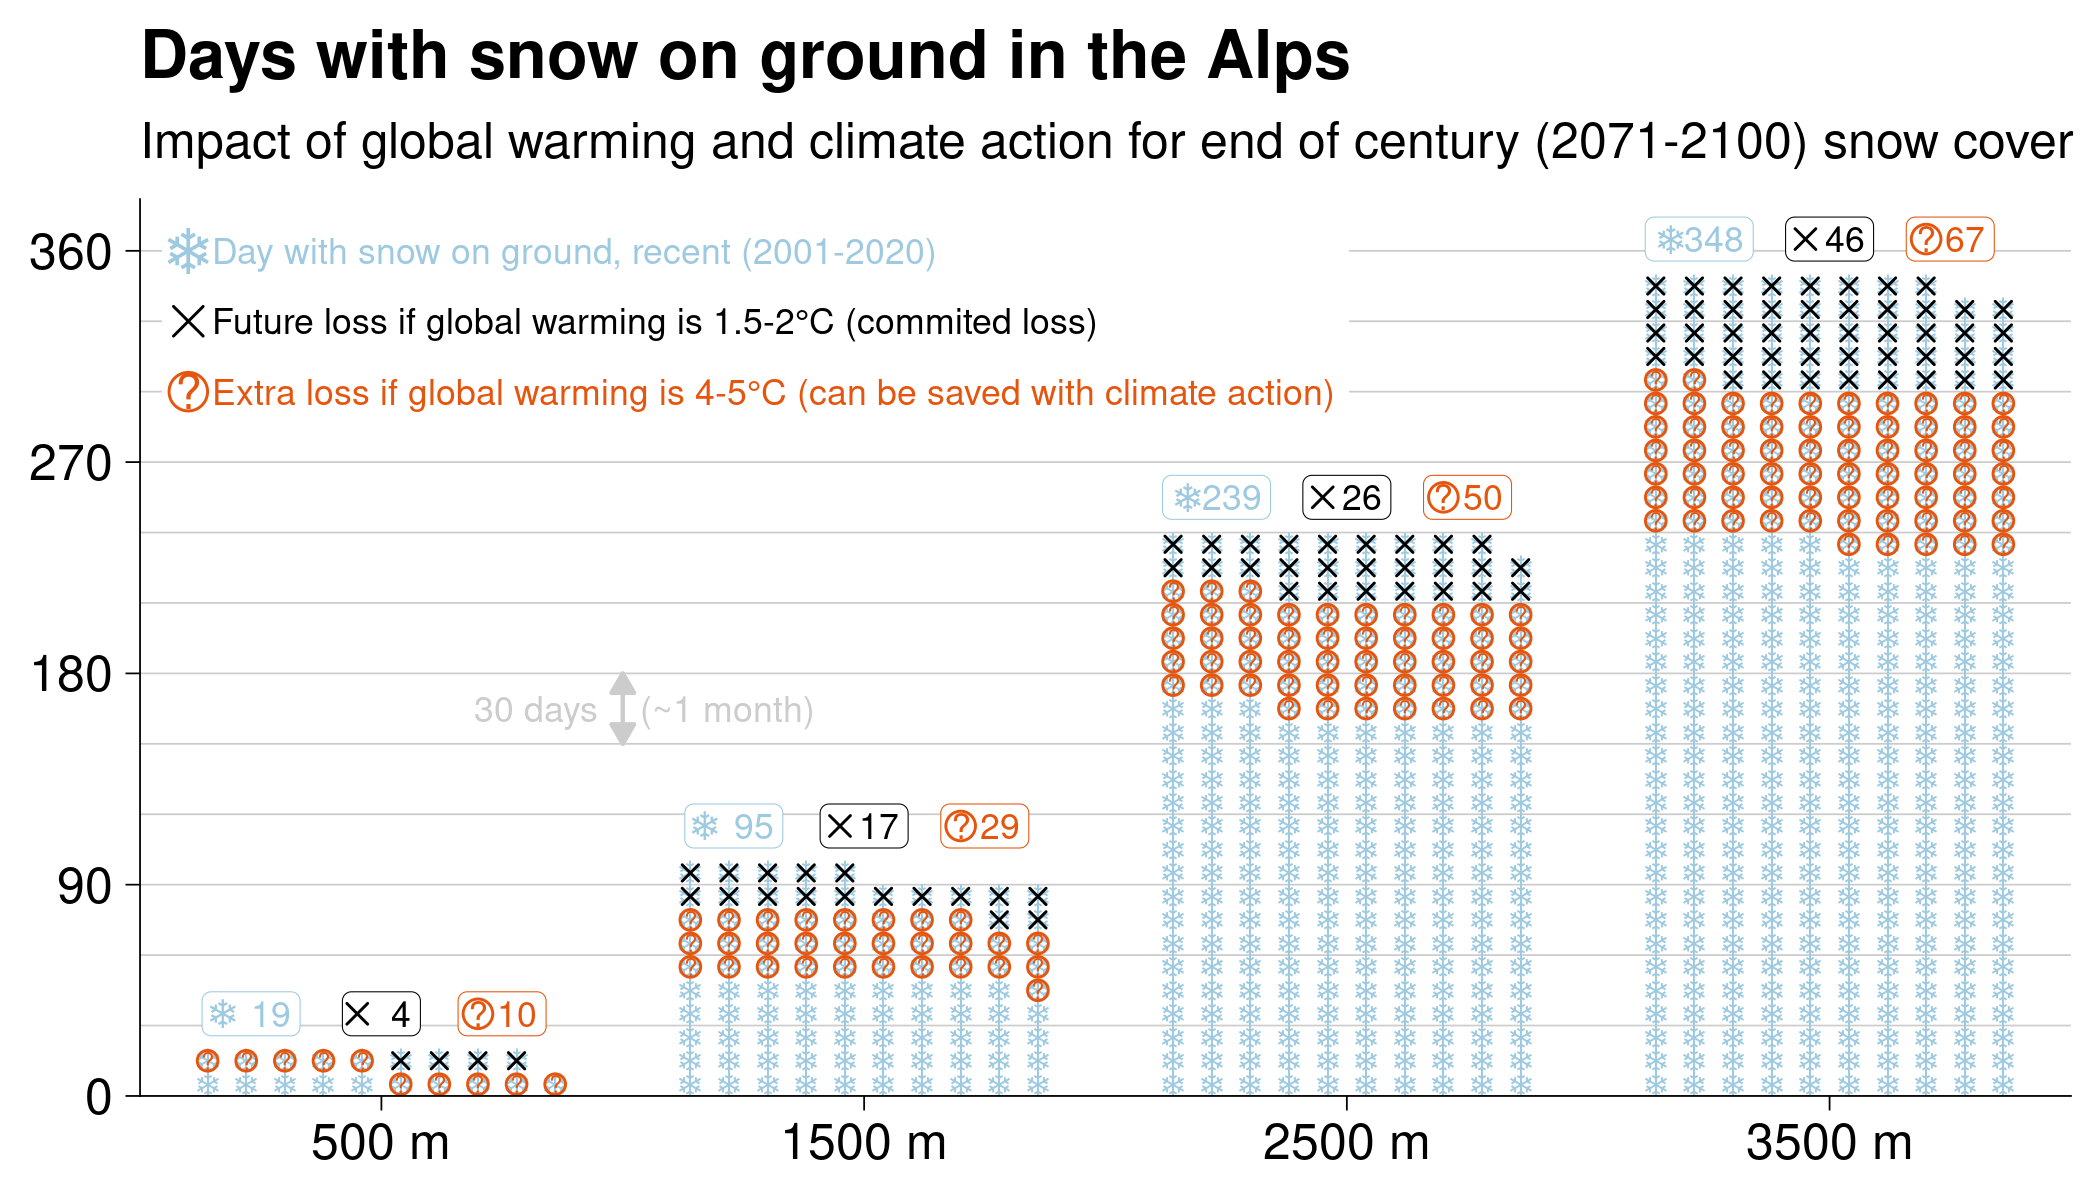 Days with snow on ground in the Alps
Impact of global warming and climate action for end of century (2071-2100) snow cover
Day with snow on ground, recent (2001-2020)
Future loss if global warming is 1.5-2°C (commited loss)
Extra loss if global warming is 4-5°C (can be saved with climate action)
360
270
180
90
0
348 46 67
239 26 50
30 days (~1 month)
95 17 29
19 4 10
500 m 1500 m 2500 m 3500 m